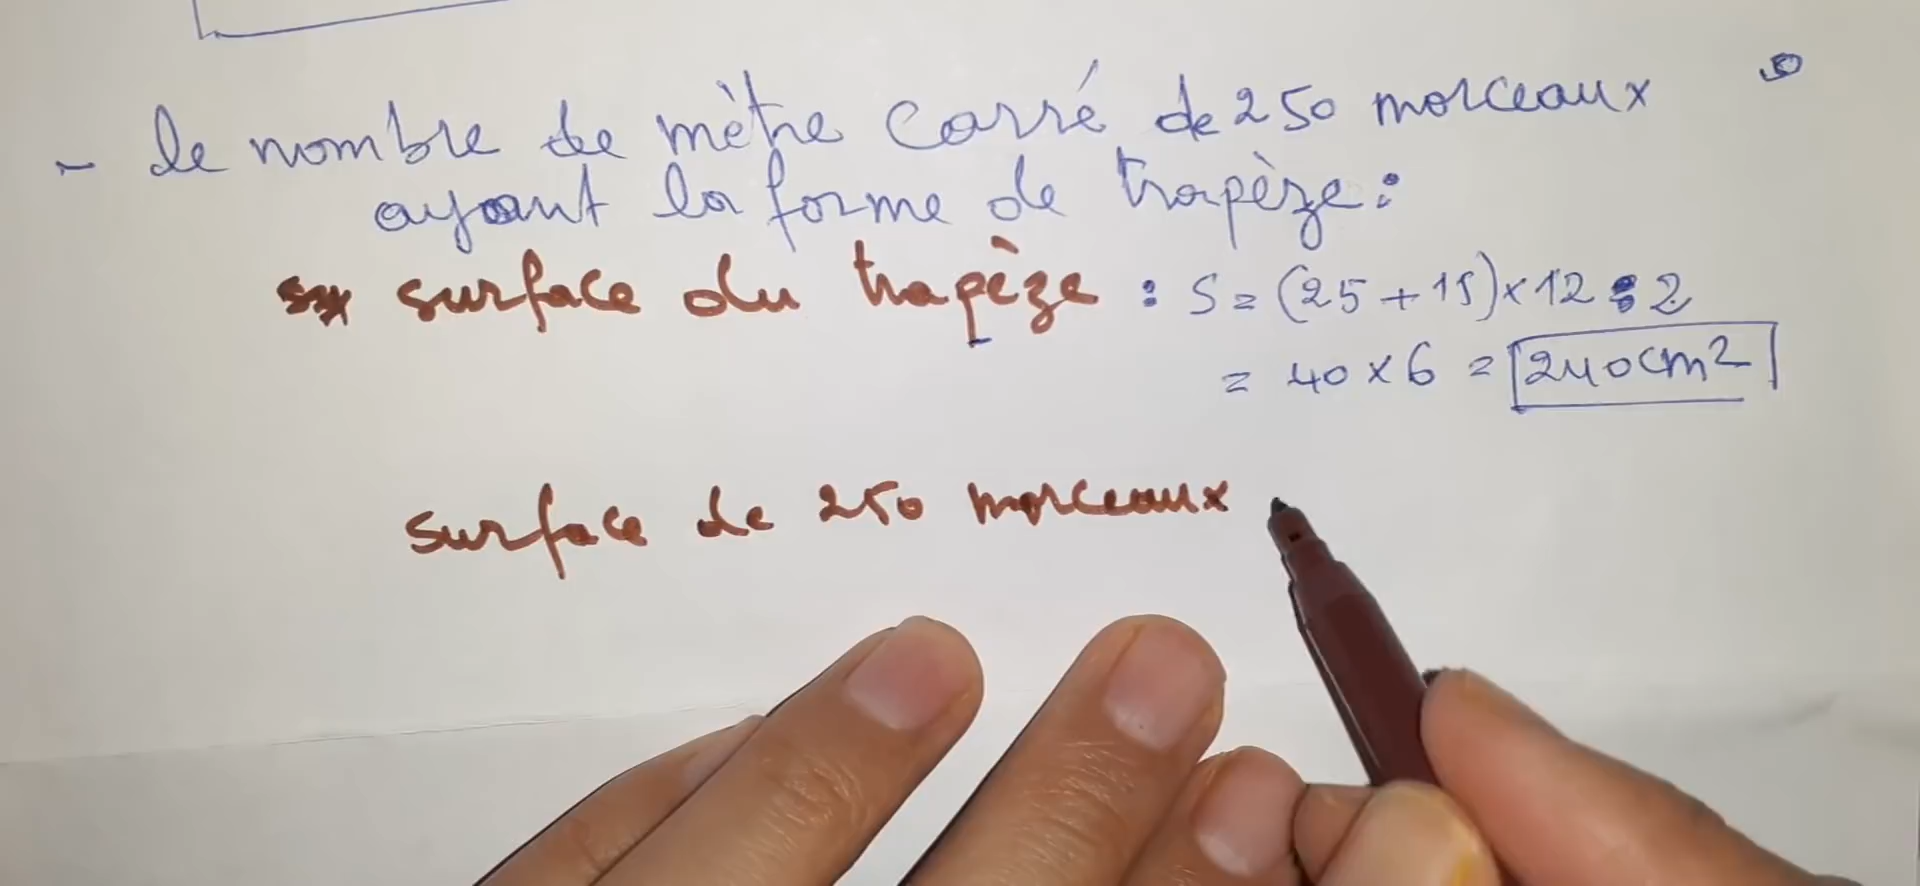 - Le nombre de mètre carré de 250 morceaux
ayant la forme de trapèze :
surface du trapèze : S = (25 + 15) x 12 : 2
= 40 x 6 = 240 cm²
surface de 250 morceaux